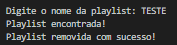 Digite o nome da playlist: TESTE
Playlist encontrada!
Playlist removida com sucesso!